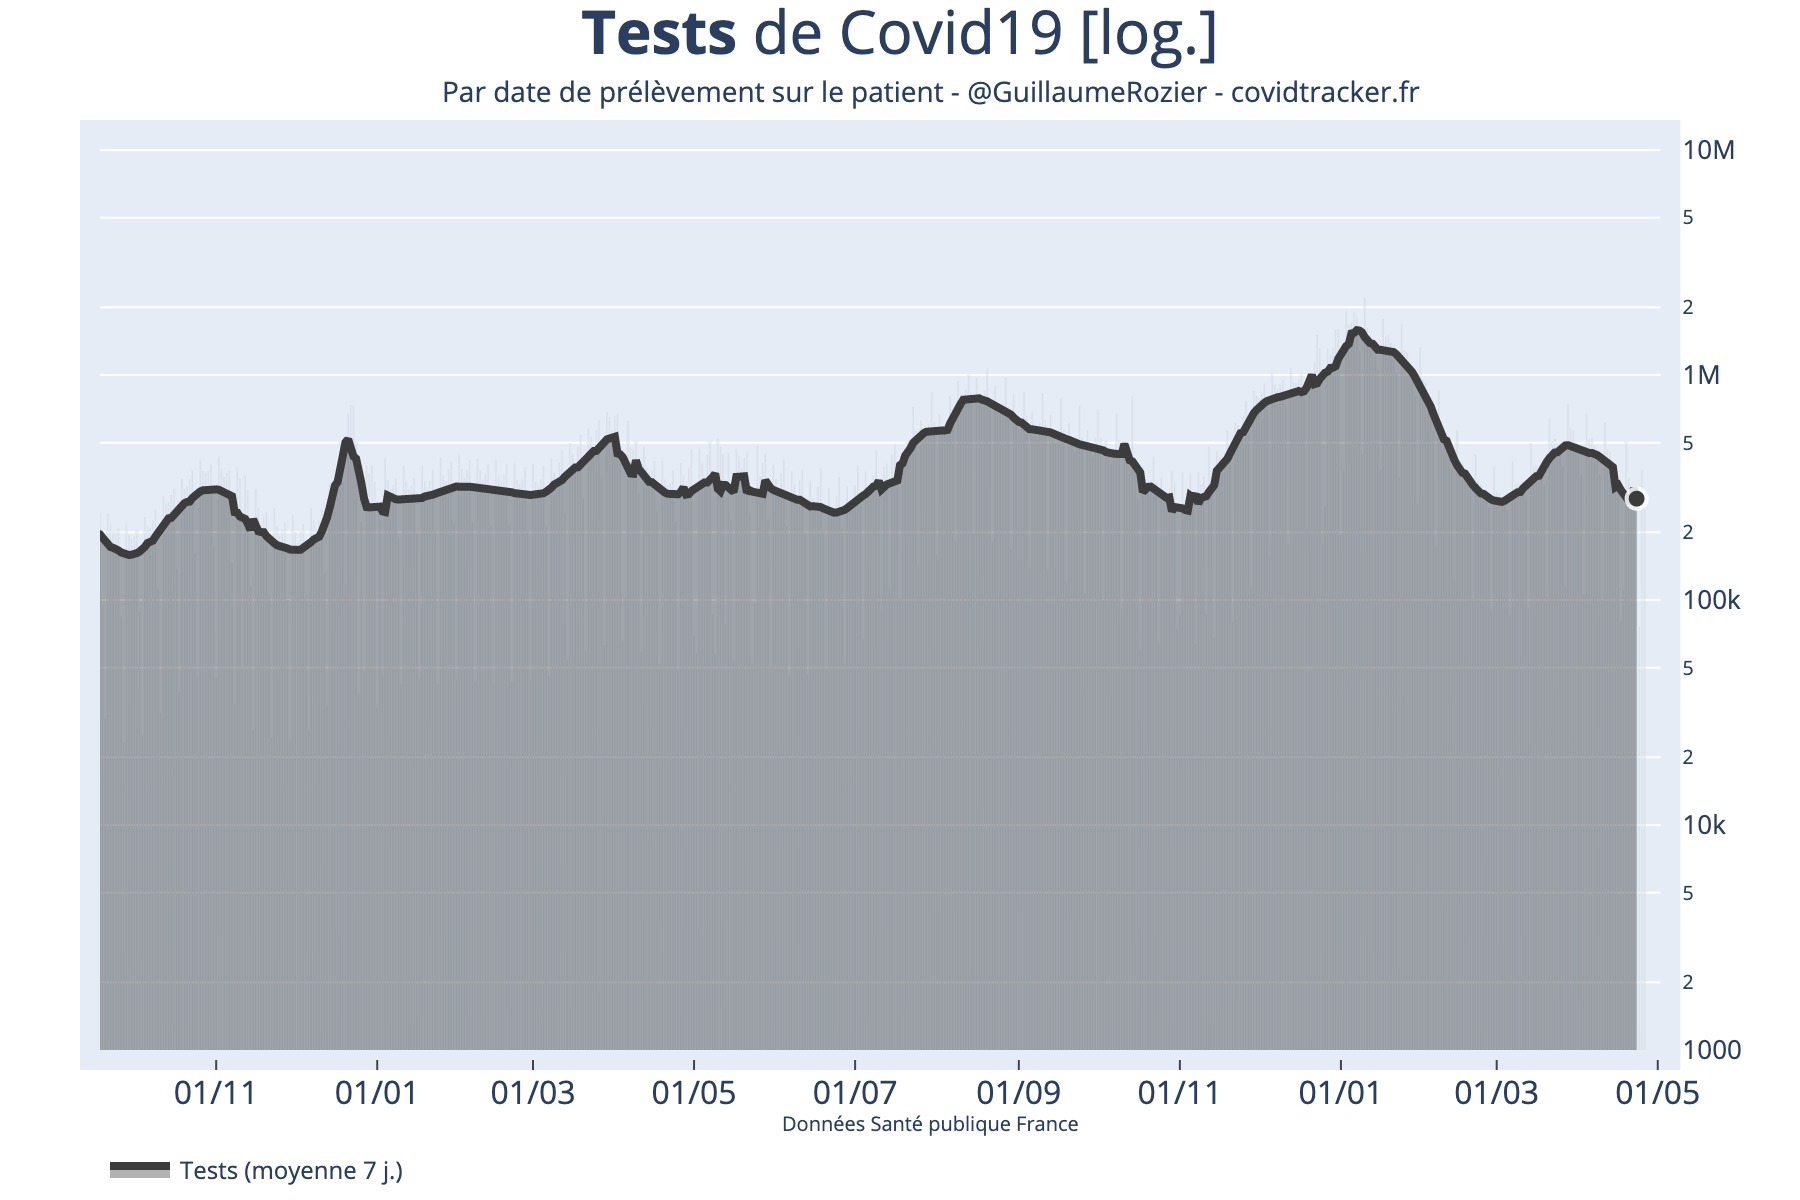 Tests de Covid19 [log.]
Par date de prélèvement sur le patient - @GuillaumeRozier - covidtracker.fr
10M
5
2
1M
5
2
100k
5
2
10k
5
2
1000
01/11 01/01 01/03 01/05 01/07 01/09 01/11 01/01 01/03 01/05
Données Santé publique France
Tests (moyenne 7 j.)